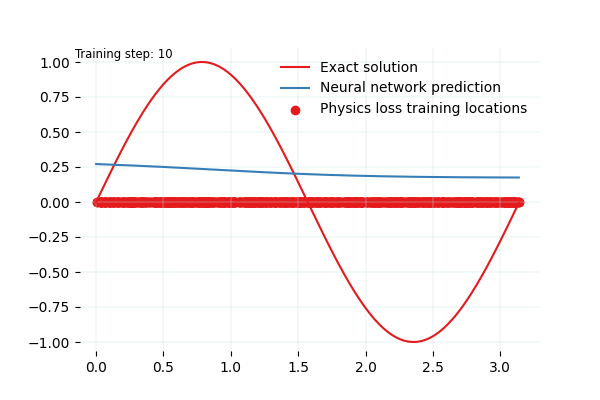 Training step: 10
Exact solution
Neural network prediction
Physics loss training locations
1.00
0.75
0.50
0.25
0.00
−0.25
−0.50
−0.75
−1.00
0.0 0.5 1.0 1.5 2.0 2.5 3.0